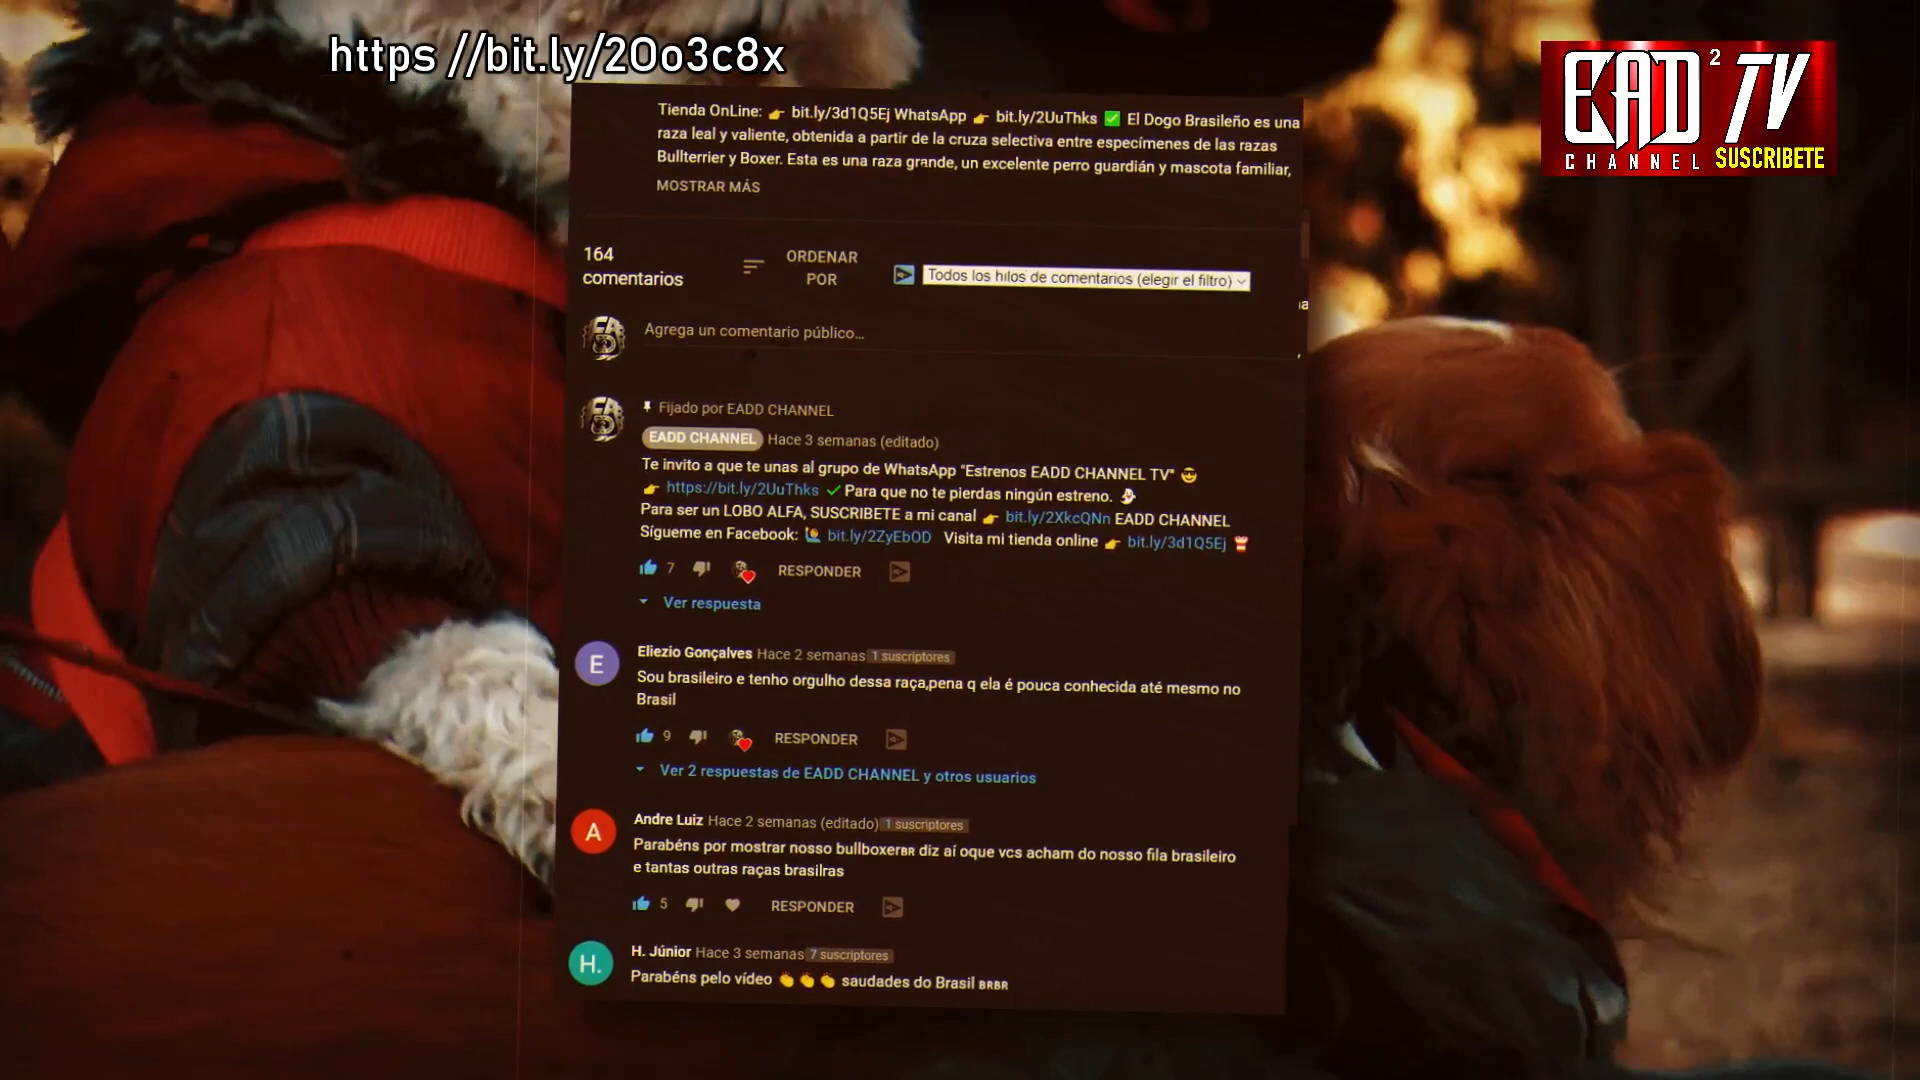 https //bit.ly/2Oo3c8x
EAD² TV
CHANNEL SUSCRIBETE
Tienda OnLine: 👉 bit.ly/3d1Q5Ej WhatsApp 👉 bit.ly/2UuThks ✅ El Dogo Brasileño es una
raza leal y valiente, obtenida a partir de la cruza selectiva entre especímenes de las razas
Bullterrier y Boxer. Esta es una raza grande, un excelente perro guardián y mascota familiar,
MOSTRAR MÁS
164
comentarios
ORDENAR
POR
Todos los hilos de comentarios (elegir el filtro)
Agrega un comentario público...
Fijado por EADD CHANNEL
EADD CHANNEL Hace 3 semanas (editado)
Te invito a que te unas al grupo de WhatsApp "Estrenos EADD CHANNEL TV" 😎
👉 https://bit.ly/2UuThks ✓ Para que no te pierdas ningún estreno. 👌
Para ser un LOBO ALFA, SUSCRIBETE a mi canal 👉 bit.ly/2XkcQNn EADD CHANNEL
Sígueme en Facebook: 🙋 bit.ly/2ZyEbOD Visita mi tienda online 👉 bit.ly/3d1Q5Ej
7 RESPONDER
Ver respuesta
E
Eliezio Gonçalves Hace 2 semanas 1 suscriptores
Sou brasileiro e tenho orgulho dessa raça,pena q ela é pouca conhecida até mesmo no
Brasil
9 RESPONDER
Ver 2 respuestas de EADD CHANNEL y otros usuarios
A
Andre Luiz Hace 2 semanas (editado) 1 suscriptores
Parabéns por mostrar nosso bullboxerBR diz aí oque vcs acham do nosso fila brasileiro
e tantas outras raças brasilras
5 RESPONDER
H.
H. Júnior Hace 3 semanas 7 suscriptores
Parabéns pelo vídeo 👏👏👏 saudades do Brasil BRBR